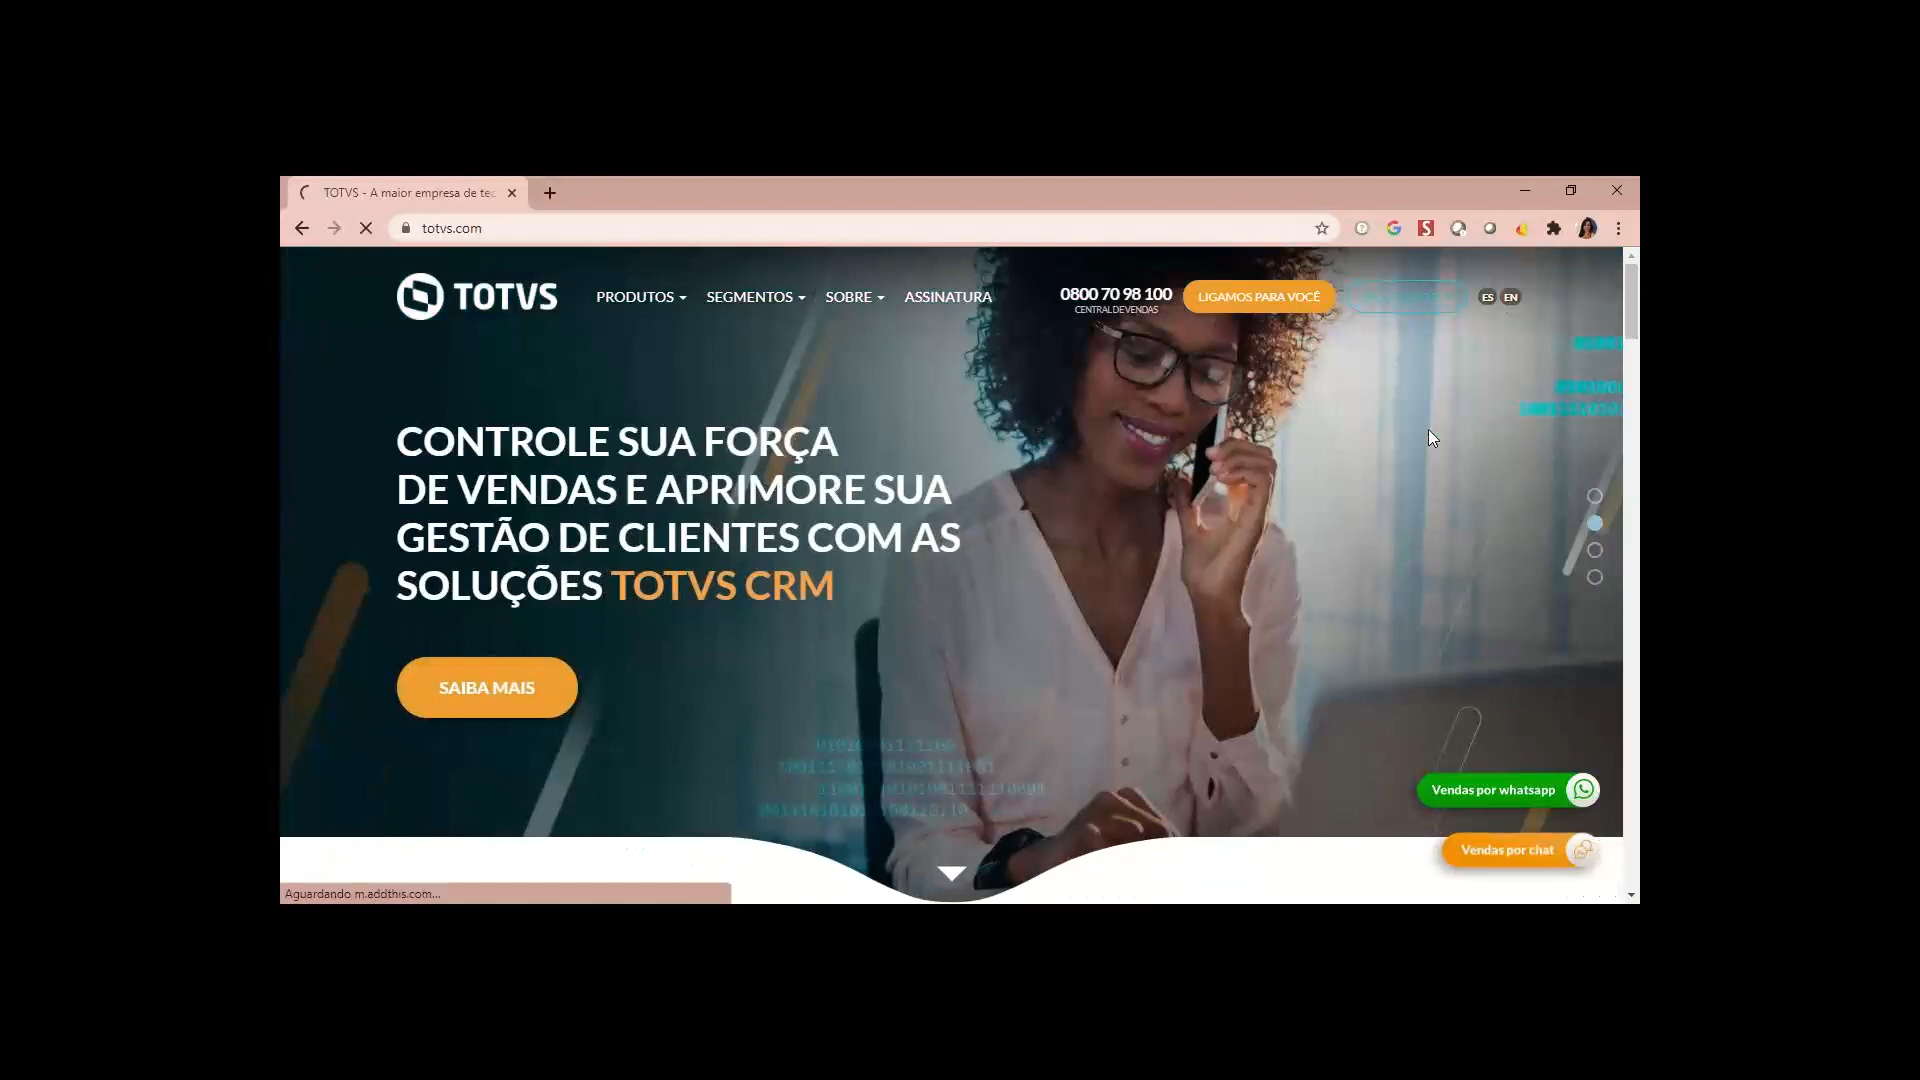 TOTVS - A maior empresa de tec
totvs.com
TOTVS
PRODUTOS
SEGMENTOS
SOBRE
ASSINATURA
0800 70 98 100
CENTRAL DE VENDAS
LIGAMOS PARA VOCÊ
ES
EN
CONTROLE SUA FORÇA
DE VENDAS E APRIMORE SUA
GESTÃO DE CLIENTES COM AS
SOLUÇÕES TOTVS CRM
SAIBA MAIS
Vendas por whatsapp
Vendas por chat
Aguardando m.addthis.com...